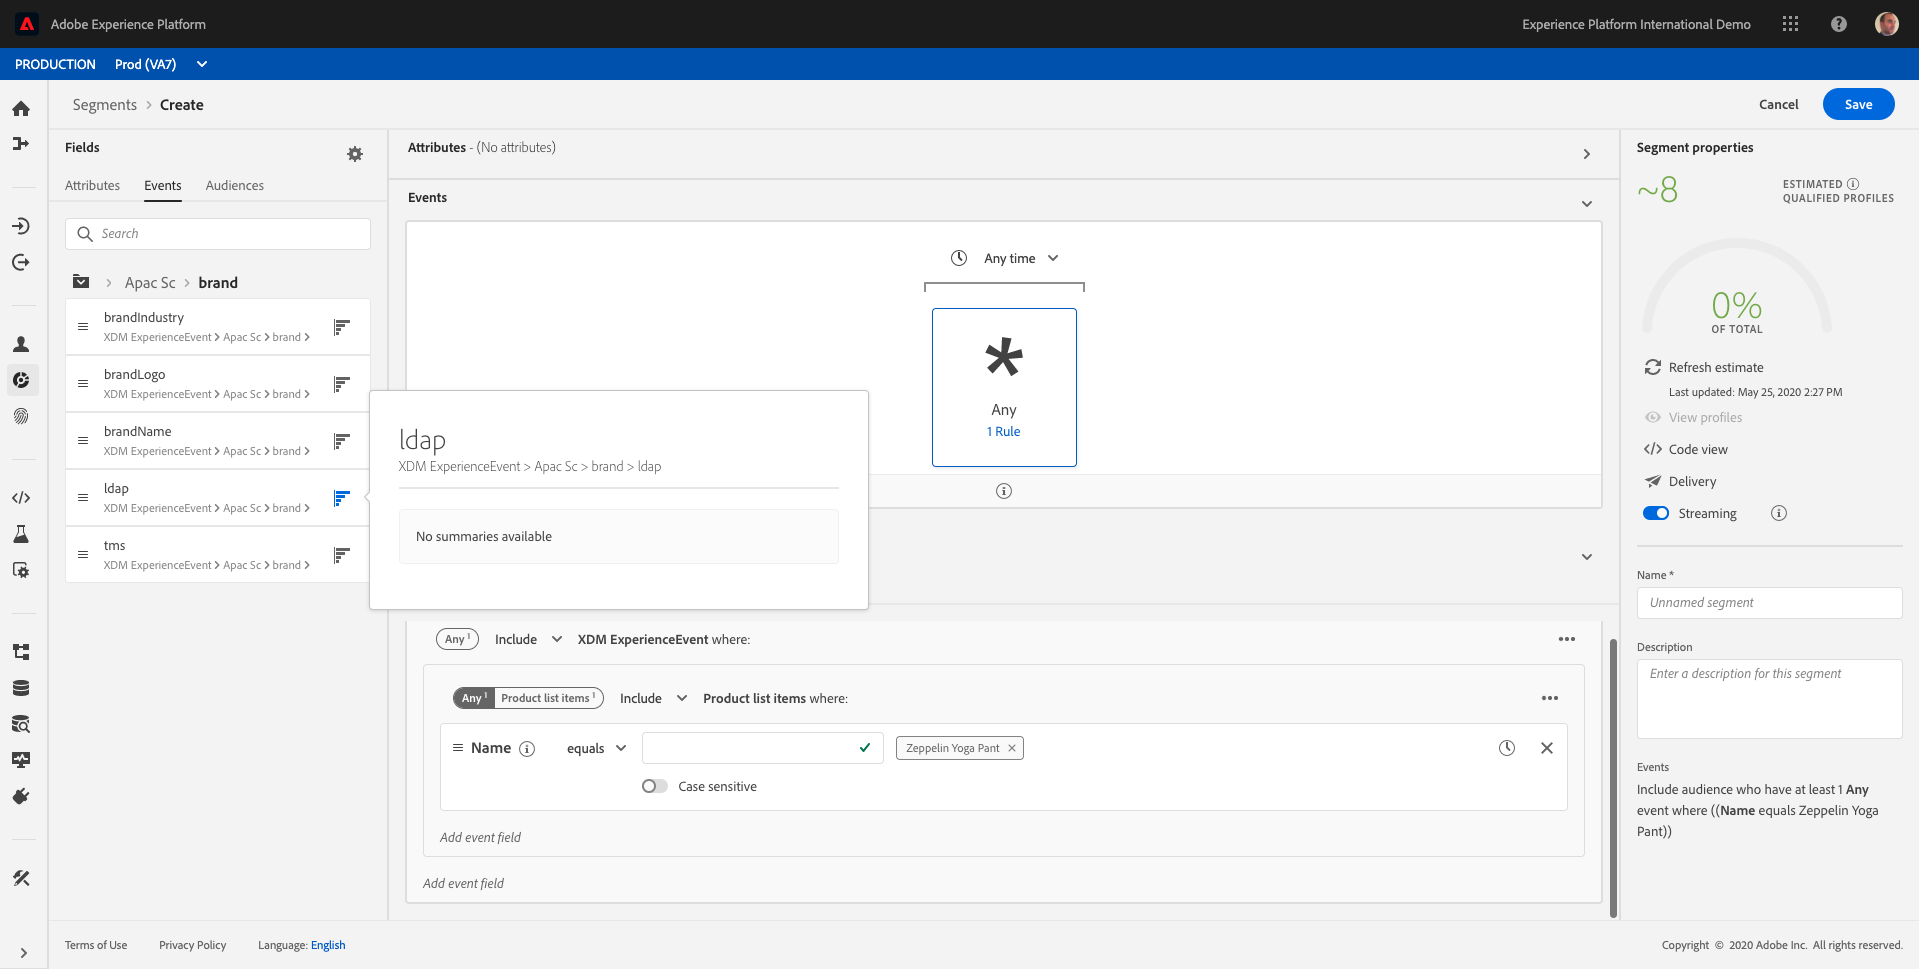 Adobe Experience Platform
Experience Platform International Demo
PRODUCTION Prod (VA7)
Segments > Create
Cancel
Save
Fields
Attributes
Events
Audiences
Search
> Apac Sc > brand
brandIndustry
XDM ExperienceEvent > Apac Sc > brand >
brandLogo
XDM ExperienceEvent > Apac Sc > brand >
brandName
XDM ExperienceEvent > Apac Sc > brand >
ldap
XDM ExperienceEvent > Apac Sc > brand >
tms
XDM ExperienceEvent > Apac Sc > brand >
Attributes - (No attributes)
Events
Any time
Any
1 Rule
ldap
XDM ExperienceEvent > Apac Sc > brand > ldap
No summaries available
Any 1 Include XDM ExperienceEvent where:
Any 1 Product list items 1 Include Product list items where:
Name equals Zeppelin Yoga Pant
Case sensitive
Add event field
Add event field
Segment properties
~8
ESTIMATED
QUALIFIED PROFILES
0%
OF TOTAL
Refresh estimate
Last updated: May 25, 2020 2:27 PM
View profiles
Code view
Delivery
Streaming
Name *
Unnamed segment
Description
Enter a description for this segment
Events
Include audience who have at least 1 Any
event where ((Name equals Zeppelin Yoga
Pant))
Terms of Use
Privacy Policy
Language: English
Copyright © 2020 Adobe Inc. All rights reserved.